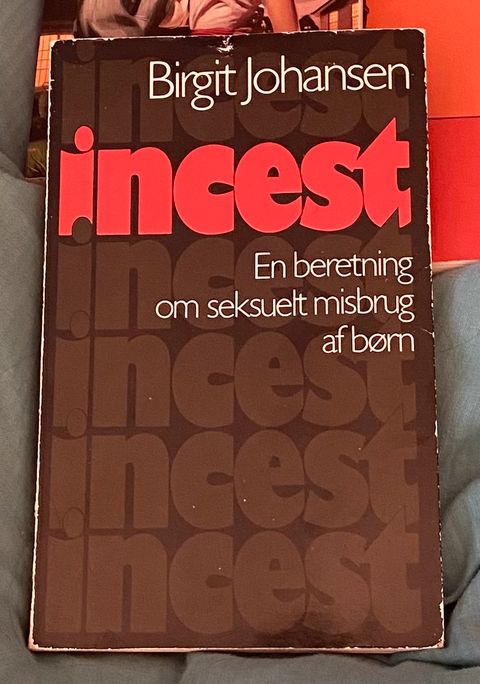 incest
Birgit Johansen
incest
En beretning
om seksuelt misbrug
af børn
incest
incest
incest
incest